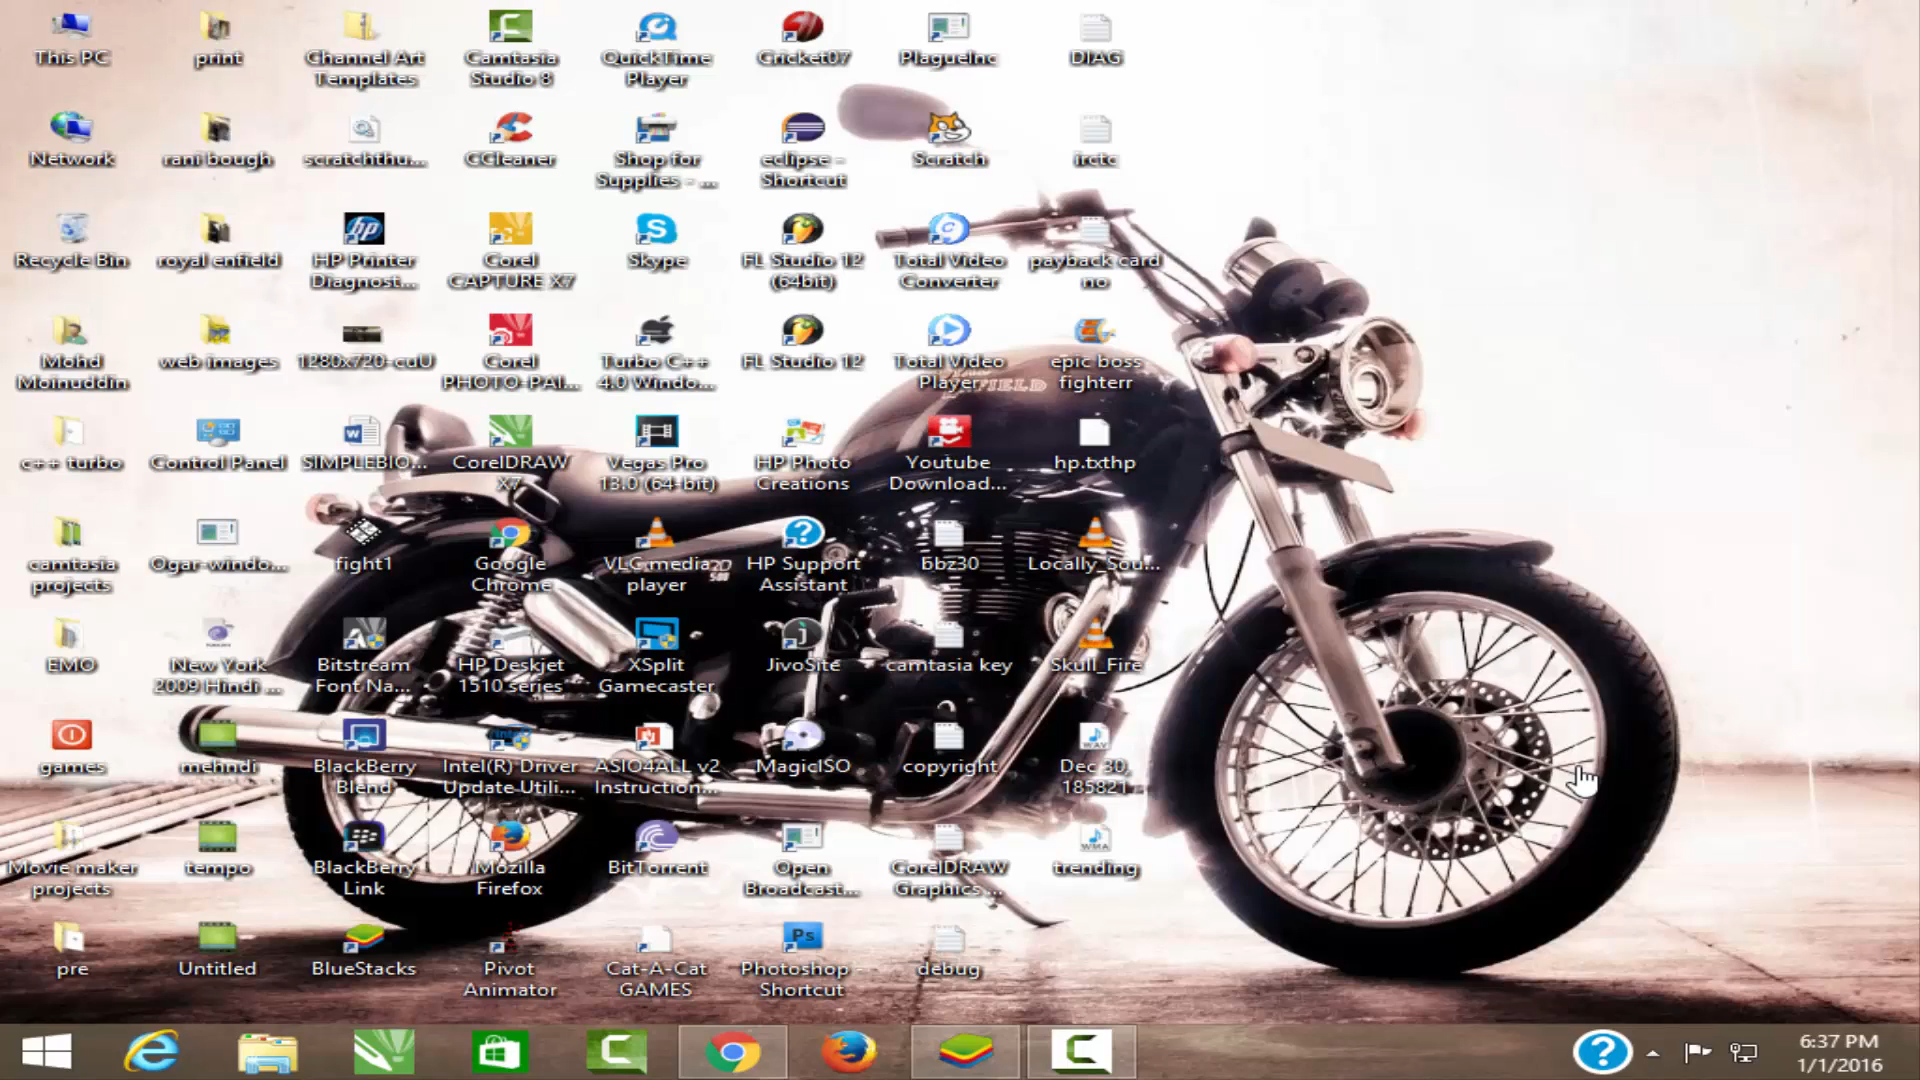 This PC
print
Channel Art
Templates
Camtasia
Studio 8
QuickTime
Player
Cricket07
PlagueInc
DIAG
Network
rani bough
scratchthu...
CCleaner
Shop for
Supplies - ...
eclipse -
Shortcut
Scratch
irctc
Recycle Bin
royal enfield
HP Printer
Diagnost...
Corel
CAPTURE X7
Skype
FL Studio 12
(64bit)
Total Video
Converter
payback card
no
Mohd
Moinuddin
web images
1280x720-cuU
Corel
PHOTO-PAI...
Turbo C++
4.0 Windo...
FL Studio 12
Total Video
Player
epic boss
fighterr
c++ turbo
Control Panel
SIMPLEBIO...
CorelDRAW
X7
Vegas Pro
13.0 (64-bit)
HP Photo
Creations
Youtube
Download...
hp.txthp
camtasia
projects
Ogar-windo...
fight1
Google
Chrome
VLC media
player
HP Support
Assistant
bbz30
Locally_Sou...
EMO
New York
2009 Hindi ...
Bitstream
Font Na...
HP Deskjet
1510 series
XSplit
Gamecaster
JivoSite
camtasia key
Skull_Fire
games
mehndi
BlackBerry
Blend
Intel(R) Driver
Update Utili...
ASIO4ALL v2
Instruction...
MagicISO
copyright
Dec 30,
185821
Movie maker
projects
tempo
BlackBerry
Link
Mozilla
Firefox
BitTorrent
Open
Broadcast...
CorelDRAW
Graphics ...
trending
pre
Untitled
BlueStacks
Pivot
Animator
Cat-A-Cat
GAMES
Photoshop -
Shortcut
debug
6:37 PM
1/1/2016